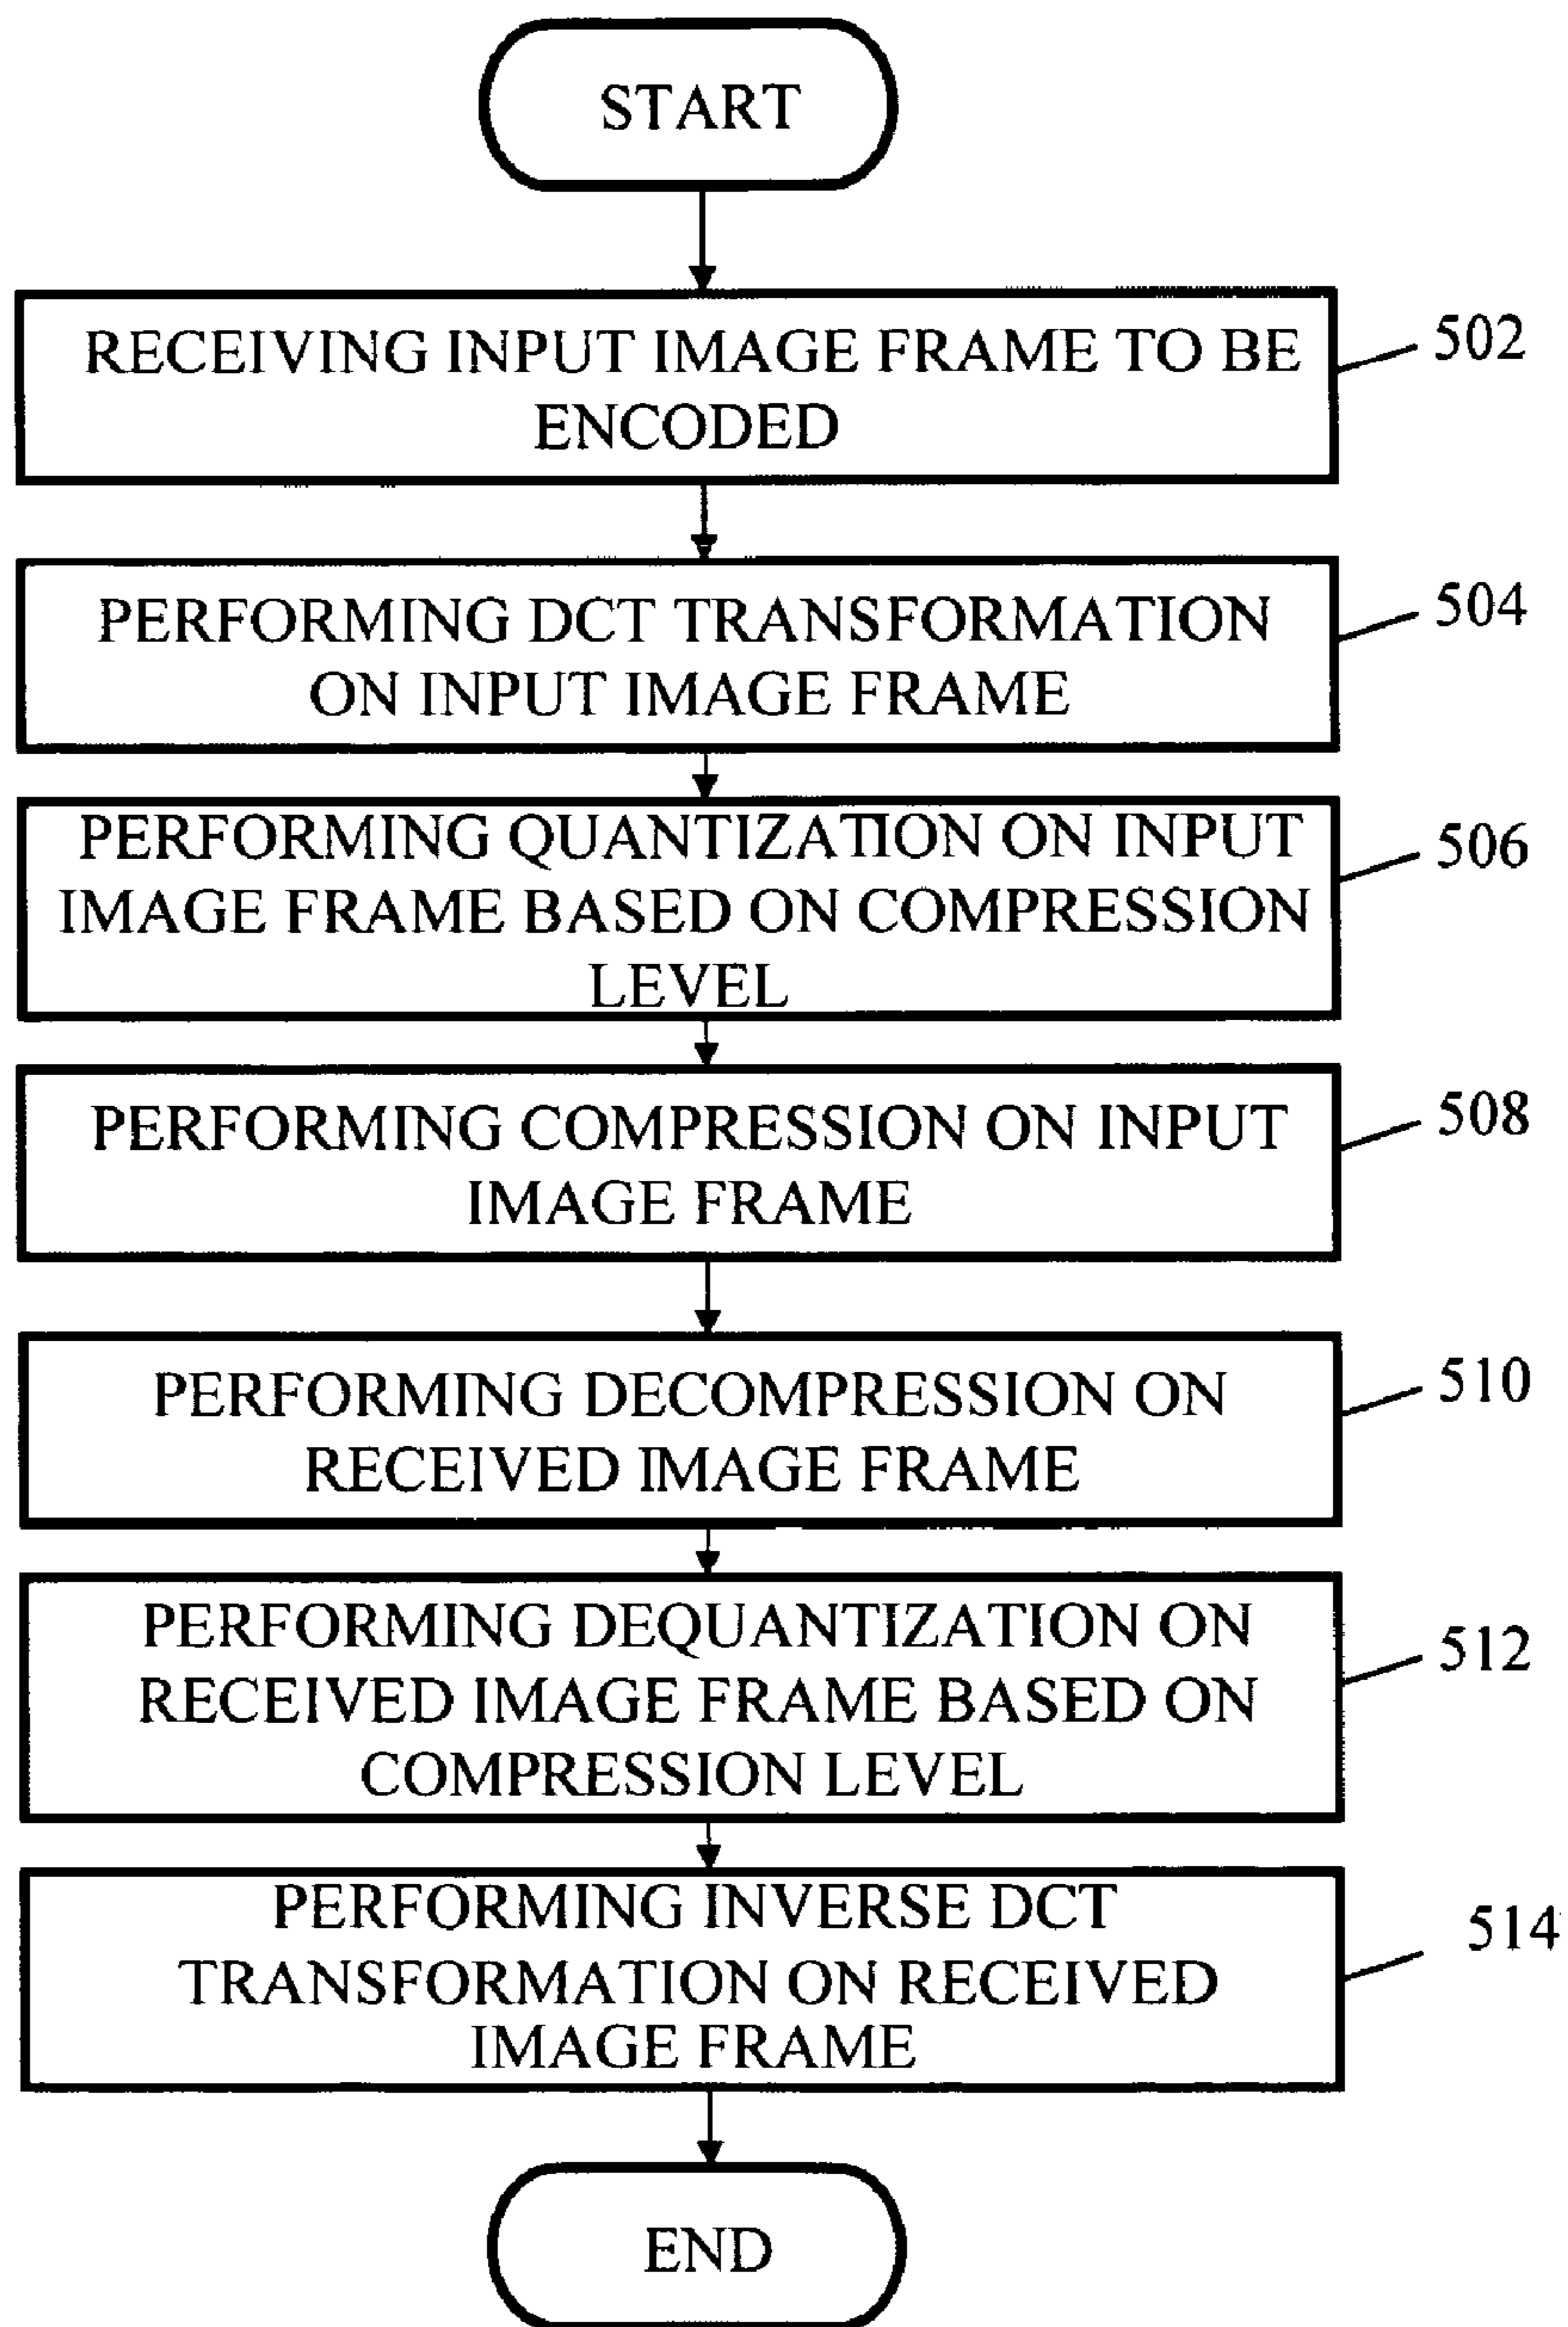 START
RECEIVING INPUT IMAGE FRAME TO BE
ENCODED
502
PERFORMING DCT TRANSFORMATION
ON INPUT IMAGE FRAME
504
PERFORMING QUANTIZATION ON INPUT
IMAGE FRAME BASED ON COMPRESSION
LEVEL
506
PERFORMING COMPRESSION ON INPUT
IMAGE FRAME
508
PERFORMING DECOMPRESSION ON
RECEIVED IMAGE FRAME
510
PERFORMING DEQUANTIZATION ON
RECEIVED IMAGE FRAME BASED ON
COMPRESSION LEVEL
512
PERFORMING INVERSE DCT
TRANSFORMATION ON RECEIVED
IMAGE FRAME
514
END